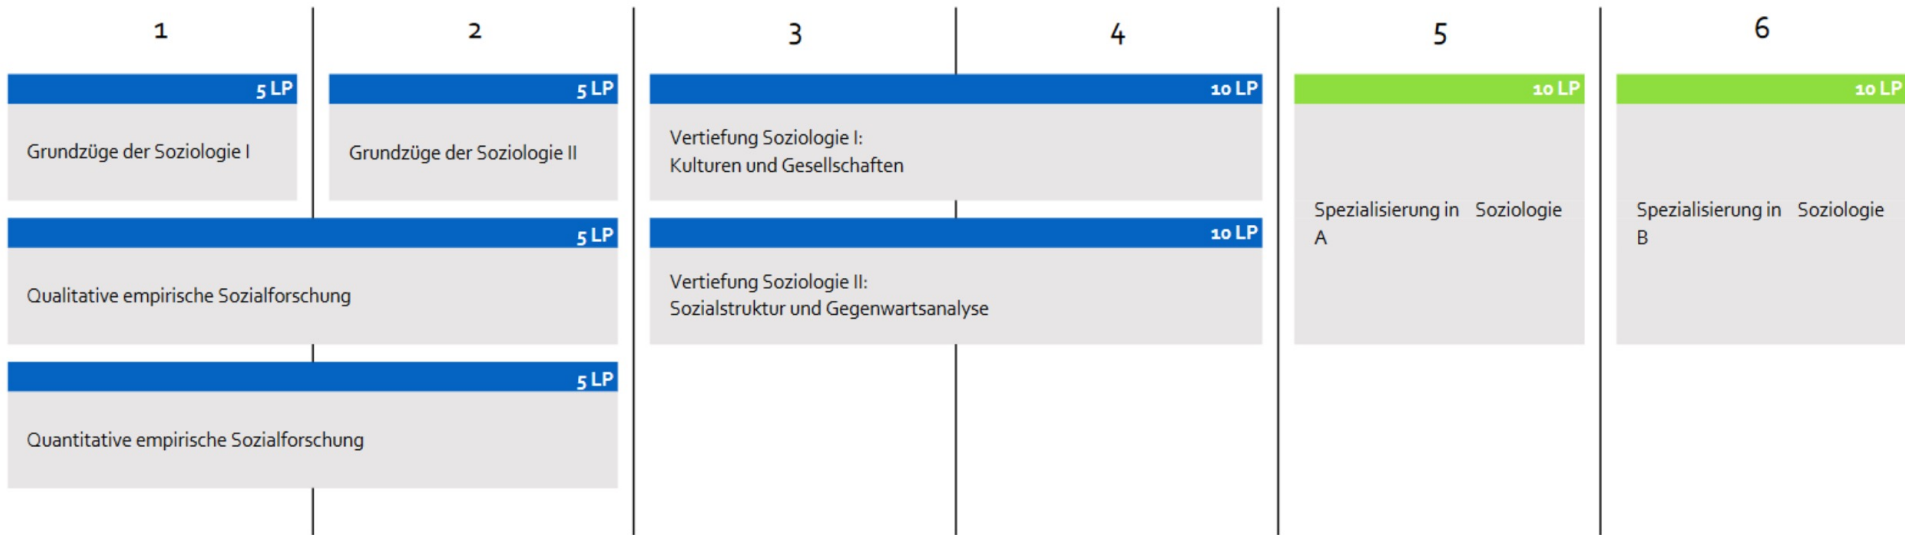 1
2
3
4
5
6
5 LP
5 LP
10 LP
10 LP
10 LP
Grundzüge der Soziologie I
Grundzüge der Soziologie II
Vertiefung Soziologie I:
Kulturen und Gesellschaften
Spezialisierung in Soziologie
A
Spezialisierung in Soziologie
B
5 LP
10 LP
Qualitative empirische Sozialforschung
Vertiefung Soziologie II:
Sozialstruktur und Gegenwartsanalyse
5 LP
Quantitative empirische Sozialforschung